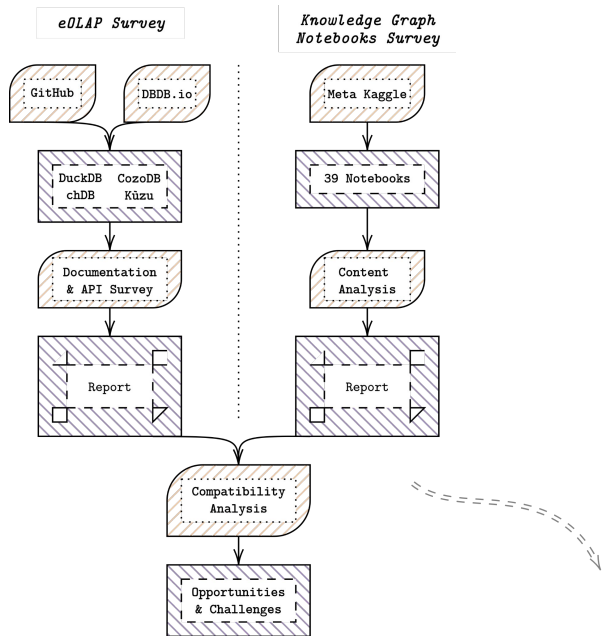 eOLAP Survey
Knowledge Graph
Notebooks Survey
GitHub
DBDB.io
Meta Kaggle
DuckDB CozoDB
chDB Kùzu
39 Notebooks
Documentation
& API Survey
Content
Analysis
Report
Report
Compatibility
Analysis
Opportunities
& Challenges